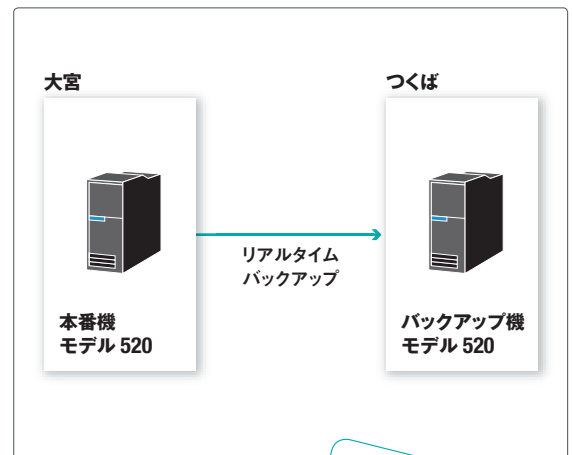 大宮
つくば
リアルタイム
バックアップ
本番機
モデル 520
バックアップ機
モデル 520